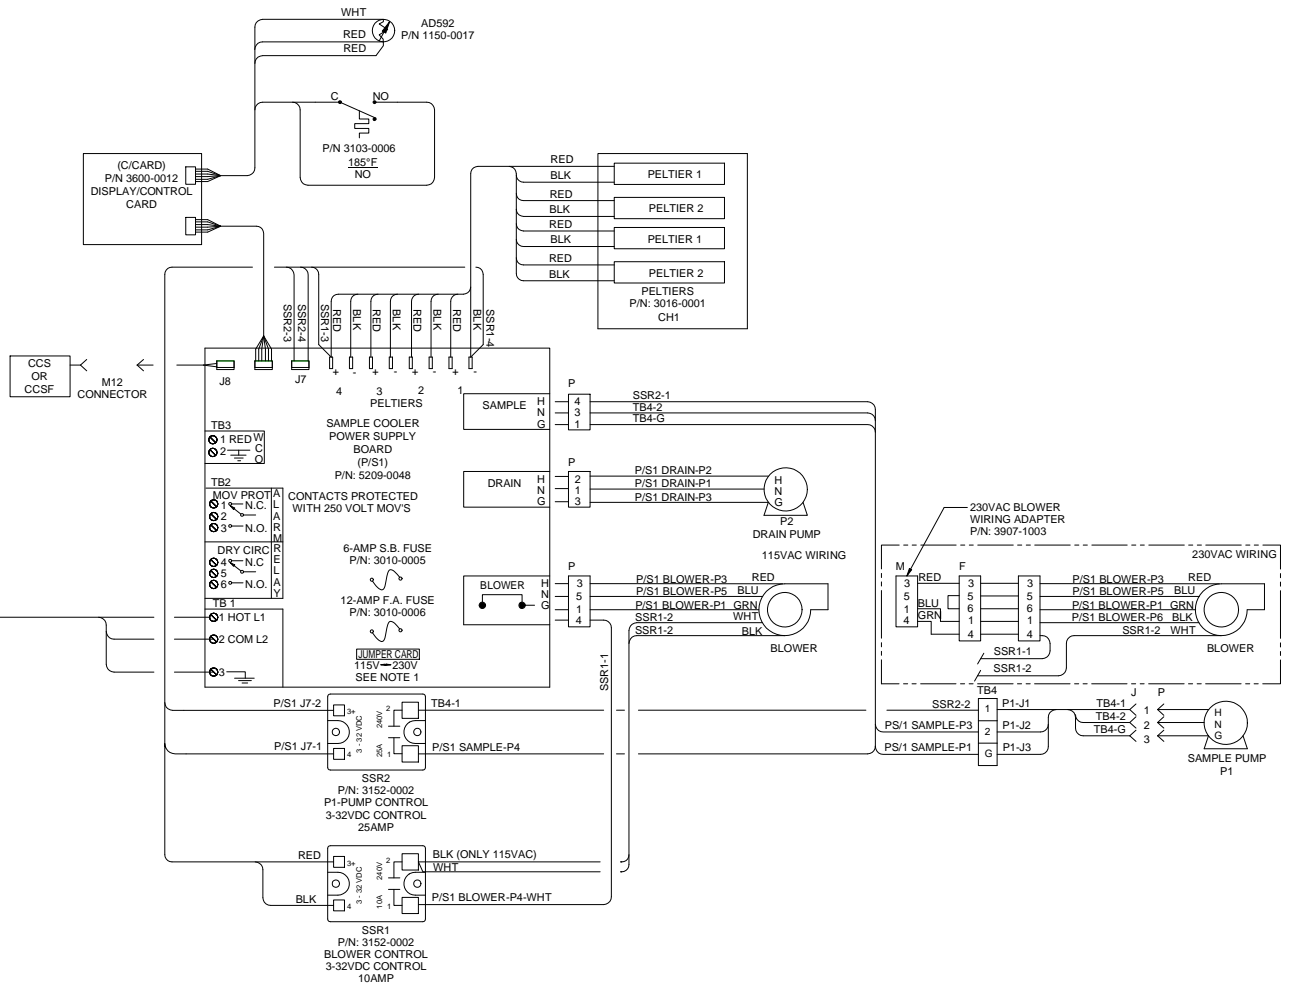 WHT
RED
RED
AD592
P/N 1150-0017
C
NO
P/N 3103-0006
185°F
NO
(C/CARD)
P/N 3600-0012
DISPLAY/CONTROL
CARD
RED
BLK
RED
BLK
RED
BLK
RED
BLK
PELTIER 1
PELTIER 2
PELTIER 1
PELTIER 2
PELTIERS
P/N: 3016-0001
CH1
SSR2-3
SSR2-4
SSR1-3
RED
BLK
RED
BLK
RED
BLK
RED
BLK
SSR1-4
CCS
OR
CCSF
M12
CONNECTOR
J8
J7
+ - + - + - + -
4 3 2 1
PELTIERS
SAMPLE COOLER
POWER SUPPLY
BOARD
(P/S1)
P/N: 5209-0048
TB3
1 RED
2
WCO
TB2
MOV PROT
1 N.C.
2
3 N.O.
DRY CIRC
4 N.C
5
6 N.O.
ALARM
RELAY
CONTACTS PROTECTED
WITH 250 VOLT MOV'S
6-AMP S.B. FUSE
P/N: 3010-0005
12-AMP F.A. FUSE
P/N: 3010-0006
JUMPER CARD
115V 230V
SEE NOTE 1
TB 1
1 HOT L1
2 COM L2
3
SAMPLE
H
N
G
P
4
3
1
SSR2-1
TB4-2
TB4-G
DRAIN
H
N
G
P
2
1
3
P/S1 DRAIN-P2
P/S1 DRAIN-P1
P/S1 DRAIN-P3
H
N
G
P2
DRAIN PUMP
115VAC WIRING
BLOWER
H
N
G
P
3
5
1
4
P/S1 BLOWER-P3 RED
P/S1 BLOWER-P5 BLU
P/S1 BLOWER-P1 GRN
SSR1-2 WHT
SSR1-2 BLK
BLOWER
SSR1-1
230VAC BLOWER
WIRING ADAPTER
P/N: 3907-1003
230VAC WIRING
M
3
5
1
4
RED
BLU
GRN
F
3
5
6
1
4
3
5
6
1
4
P/S1 BLOWER-P3 RED
P/S1 BLOWER-P5 BLU
P/S1 BLOWER-P1 GRN
P/S1 BLOWER-P6 BLK
SSR1-2 WHT
SSR1-1
SSR1-2
BLOWER
P/S1 J7-2
P/S1 J7-1
3+
4
3 - 32 VDC
2
240V
25A
1
TB4-1
P/S1 SAMPLE-P4
SSR2
P/N: 3152-0002
P1-PUMP CONTROL
3-32VDC CONTROL
25AMP
TB4
SSR2-2 1 P1-J1
PS/1 SAMPLE-P3 2 P1-J2
PS/1 SAMPLE-P1 G P1-J3
TB4-1
TB4-2
TB4-G
J P
1
2
3
H
N
G
SAMPLE PUMP
P1
RED
BLK
3+
4
3 - 32 VDC
2
240V
10A
1
BLK (ONLY 115VAC)
WHT
P/S1 BLOWER-P4-WHT
SSR1
P/N: 3152-0002
BLOWER CONTROL
3-32VDC CONTROL
10AMP